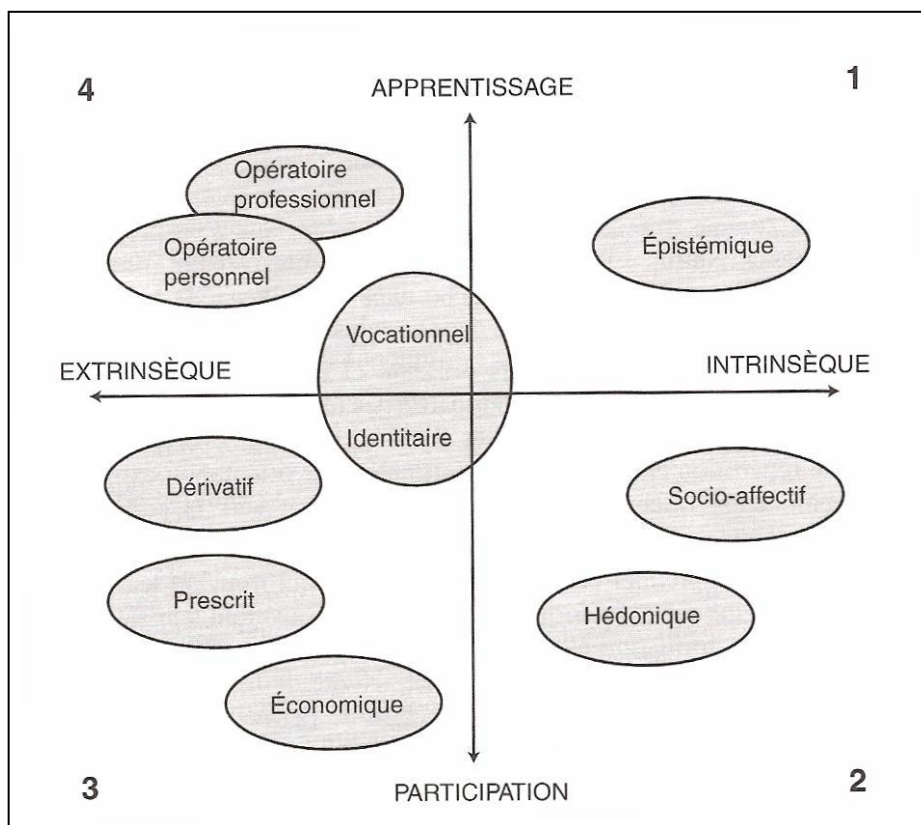 4
1
APPRENTISSAGE
Opératoire
professionnel
Opératoire
personnel
Épistémique
Vocationnel
EXTRINSÈQUE
INTRINSÈQUE
Identitaire
Dérivatif
Socio-affectif
Prescrit
Hédonique
Économique
3
PARTICIPATION
2